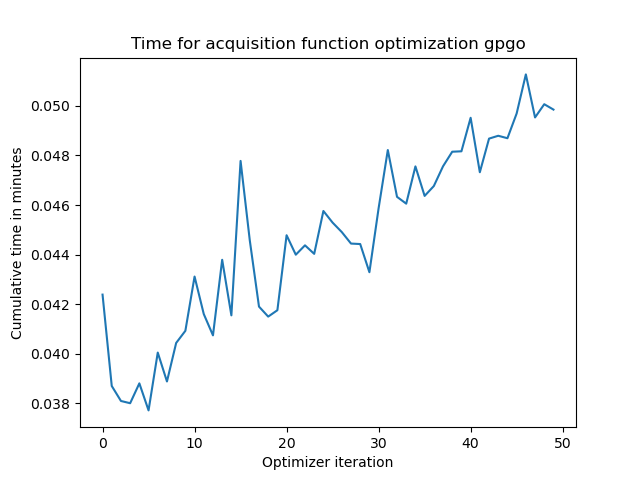 Time for acquisition function optimization gpgo
0.050
0.048
0.046
0.044
0.042
0.040
0.038
Cumulative time in minutes
0 10 20 30 40 50
Optimizer iteration